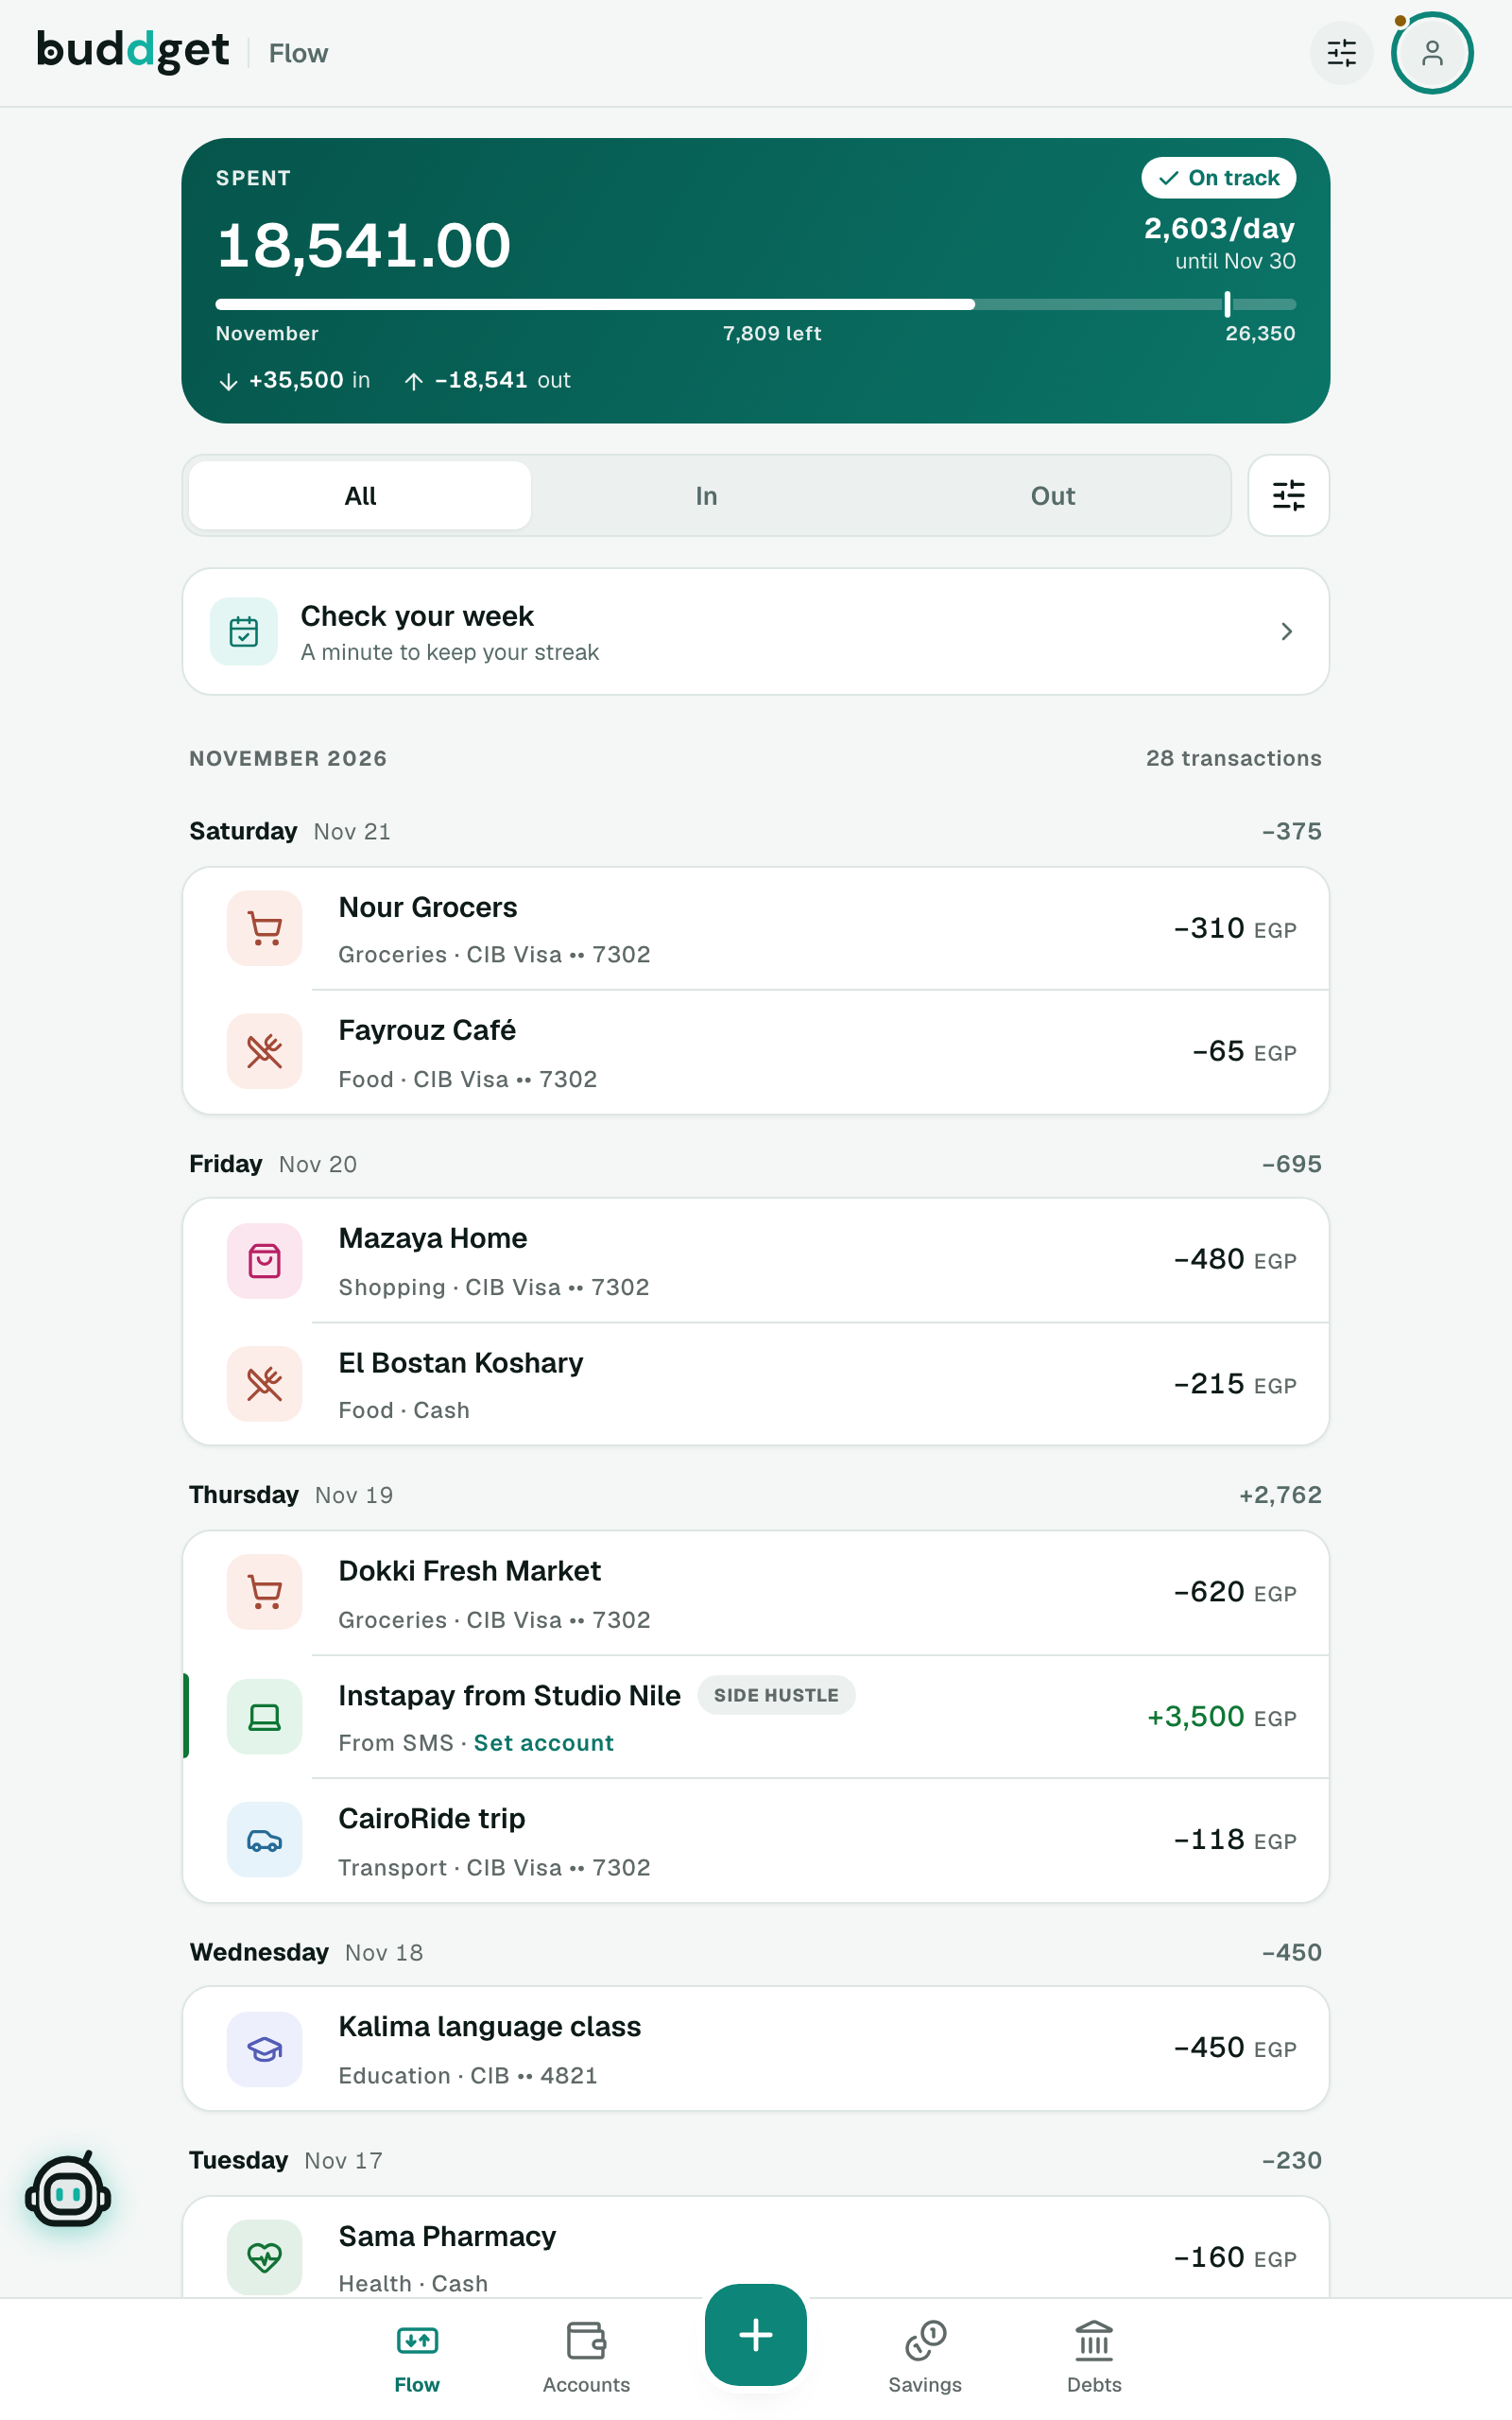 buddget
Flow
SPENT
On track
18,541.00
2,603/day
until Nov 30
November
7,809 left
26,350
+35,500 in
−18,541 out
All
In
Out
Check your week
A minute to keep your streak
NOVEMBER 2026
28 transactions
Saturday Nov 21
−375
Nour Grocers
Groceries · CIB Visa •• 7302
−310 EGP
Fayrouz Café
Food · CIB Visa •• 7302
−65 EGP
Friday Nov 20
−695
Mazaya Home
Shopping · CIB Visa •• 7302
−480 EGP
El Bostan Koshary
Food · Cash
−215 EGP
Thursday Nov 19
+2,762
Dokki Fresh Market
Groceries · CIB Visa •• 7302
−620 EGP
Instapay from Studio Nile
SIDE HUSTLE
From SMS · Set account
+3,500 EGP
CairoRide trip
Transport · CIB Visa •• 7302
−118 EGP
Wednesday Nov 18
−450
Kalima language class
Education · CIB •• 4821
−450 EGP
Tuesday Nov 17
−230
Sama Pharmacy
Health · Cash
−160 EGP
Flow
Accounts
Savings
Debts